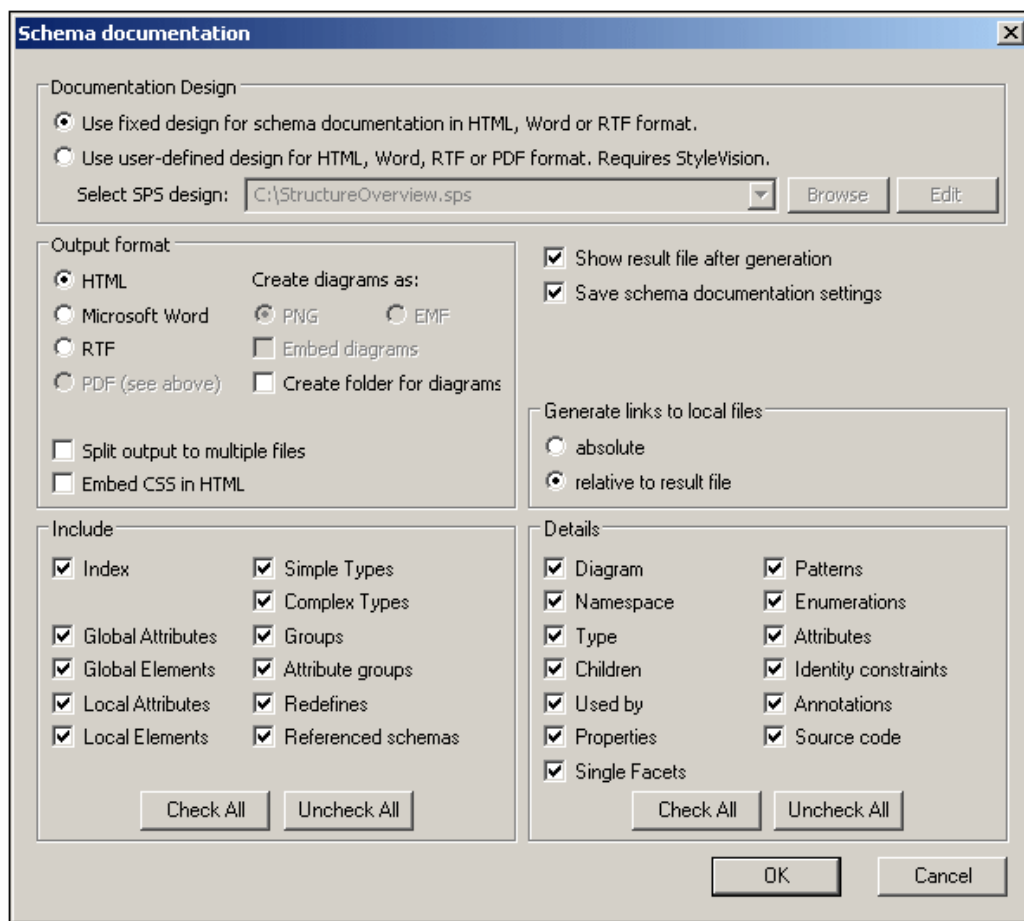 Schema documentation
Documentation Design
Use fixed design for schema documentation in HTML, Word or RTF format.
Use user-defined design for HTML, Word, RTF or PDF format. Requires StyleVision.
Select SPS design: C:\StructureOverview.sps Browse Edit
Output format
HTML Create diagrams as:
Microsoft Word PNG EMF
RTF Embed diagrams
PDF (see above) Create folder for diagrams
Split output to multiple files
Embed CSS in HTML
Show result file after generation
Save schema documentation settings
Generate links to local files
absolute
relative to result file
Include
Index Simple Types
Complex Types
Global Attributes Groups
Global Elements Attribute groups
Local Attributes Redefines
Local Elements Referenced schemas
Check All Uncheck All
Details
Diagram Patterns
Namespace Enumerations
Type Attributes
Children Identity constraints
Used by Annotations
Properties Source code
Single Facets
Check All Uncheck All
OK Cancel